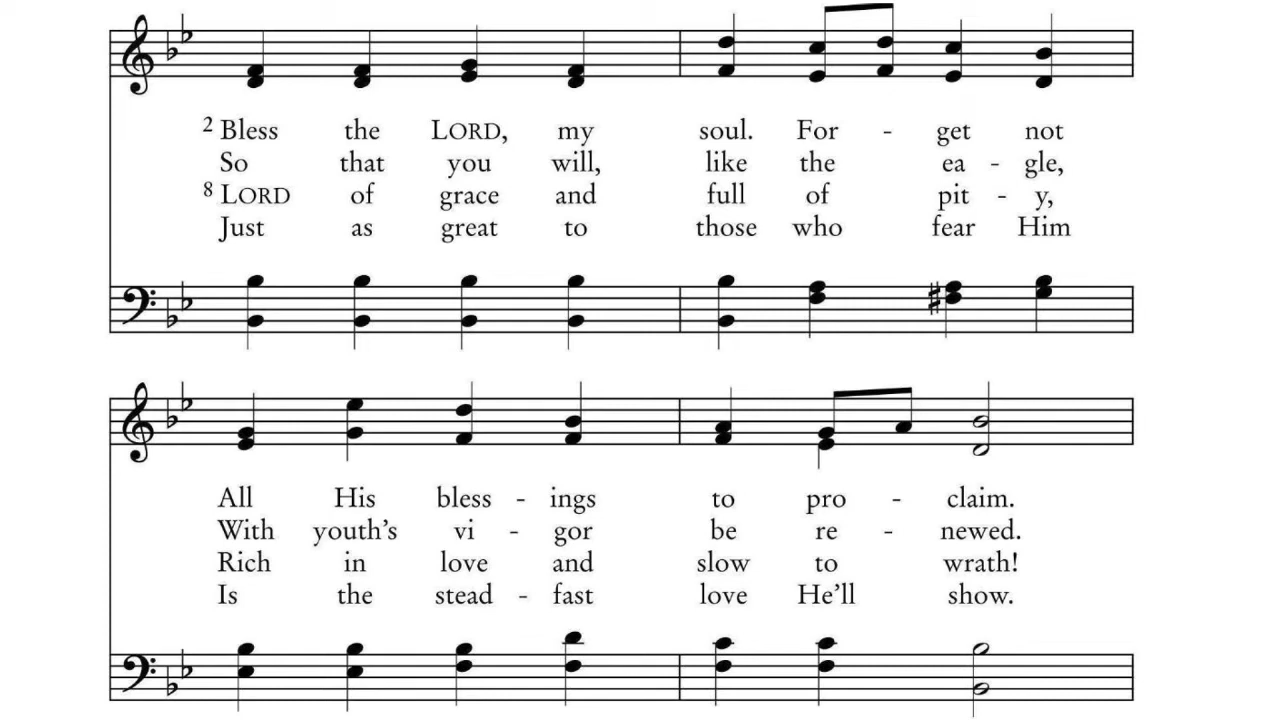 2 Bless the LORD, my soul. For - get not
So that you will, like the ea - gle,
8 LORD of grace and full of pit - y,
Just as great to those who fear Him
All His bless - ings to pro - claim.
With youth’s vi - gor be re - newed.
Rich in love and slow to wrath!
Is the stead - fast love He’ll show.